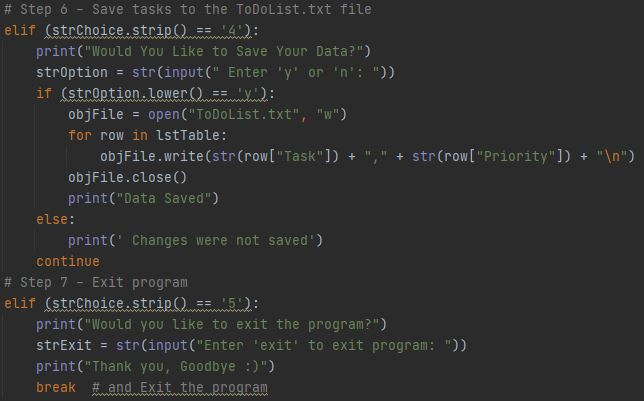 # Step 6 - Save tasks to the ToDoList.txt file
elif (strChoice.strip() == '4'):
    print("Would You Like to Save Your Data?")
    strOption = str(input(" Enter 'y' or 'n': "))
    if (strOption.lower() == 'y'):
        objFile = open("ToDoList.txt", "w")
        for row in lstTable:
            objFile.write(str(row["Task"]) + "," + str(row["Priority"]) + "\n")
        objFile.close()
        print("Data Saved")
    else:
        print(' Changes were not saved')
    continue
# Step 7 - Exit program
elif (strChoice.strip() == '5'):
    print("Would you like to exit the program?")
    strExit = str(input("Enter 'exit' to exit program: "))
    print("Thank you, Goodbye :)")
    break  # and Exit the program